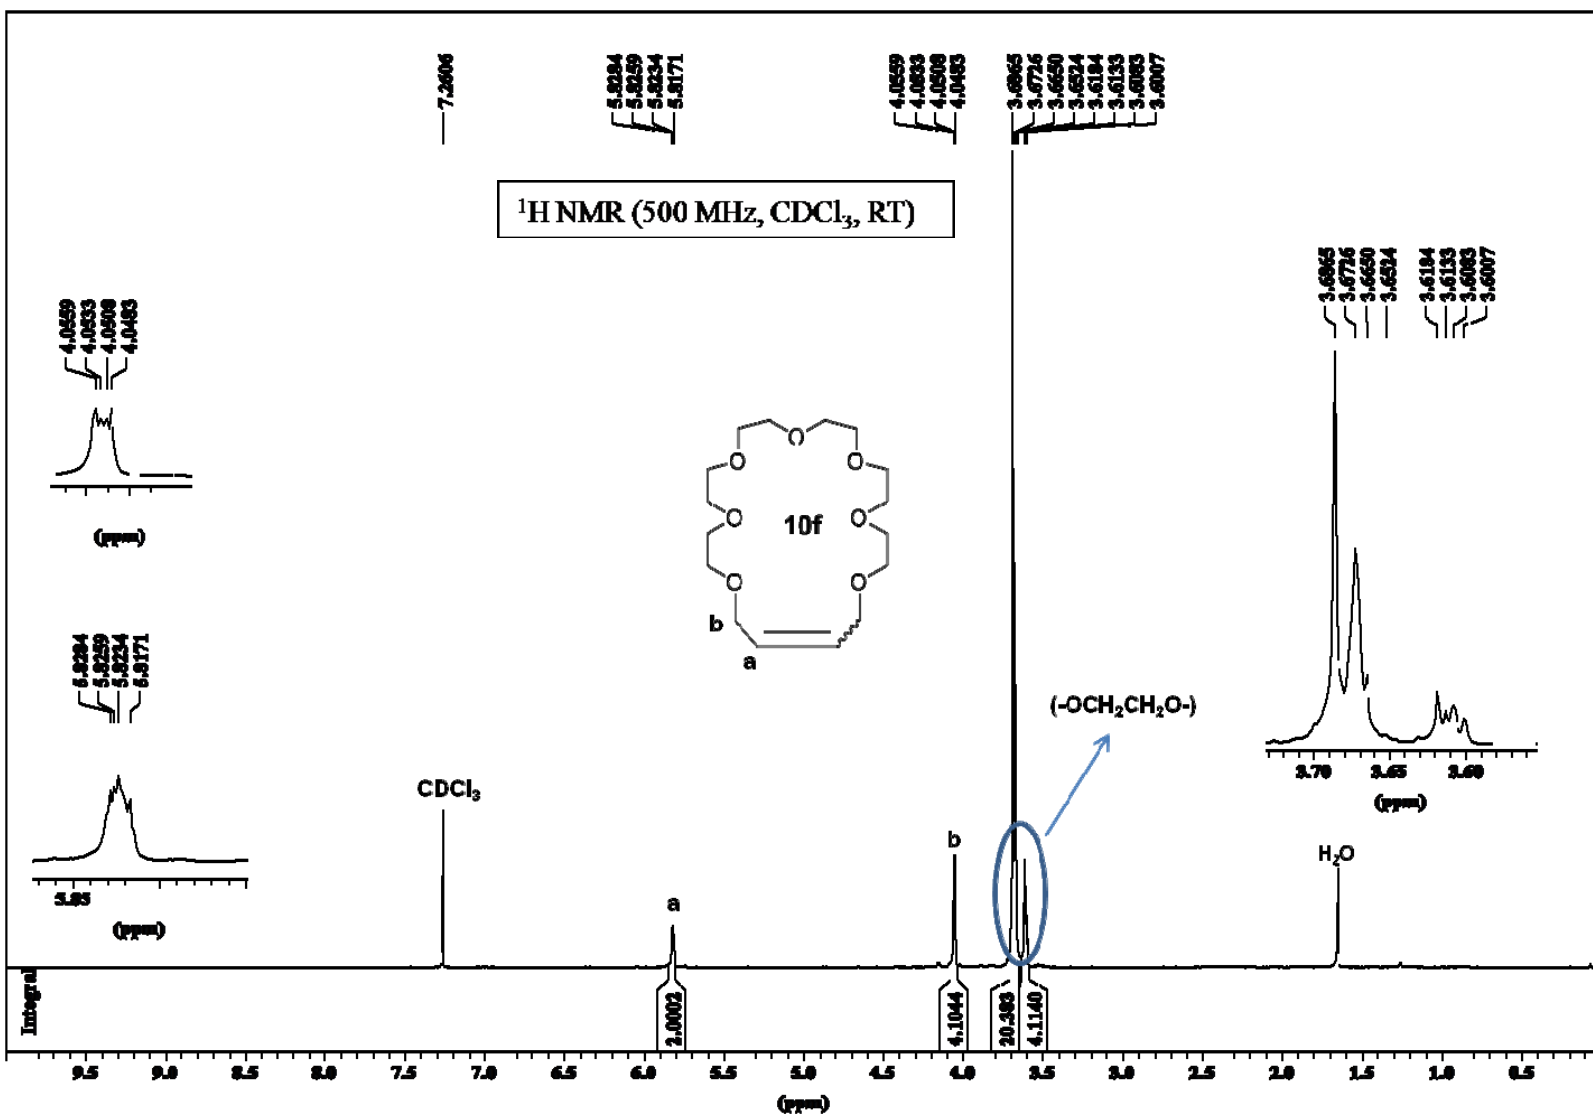 7.2606
5.8284
5.8259
5.8234
5.8171
4.0559
4.0533
4.0508
4.0483
3.6865
3.6726
3.6650
3.6524
3.6184
3.6133
3.6083
3.6007
¹H NMR (500 MHz, CDCl₃, RT)
4.0559
4.0533
4.0508
4.0483
(ppm)
3.6865
3.6726
3.6650
3.6524
3.6184
3.6133
3.6083
3.6007
3.70 3.65 3.60
(ppm)
O
O O
O 10f O
O O
b
a
5.8284
5.8259
5.8234
5.8171
5.85
(ppm)
(-OCH₂CH₂O-)
CDCl₃
a
b
H₂O
Integral
2.0002
4.1044
20.383
4.1140
9.5 9.0 8.5 8.0 7.5 7.0 6.5 6.0 5.5 5.0 4.5 4.0 3.5 3.0 2.5 2.0 1.5 1.0 0.5
(ppm)